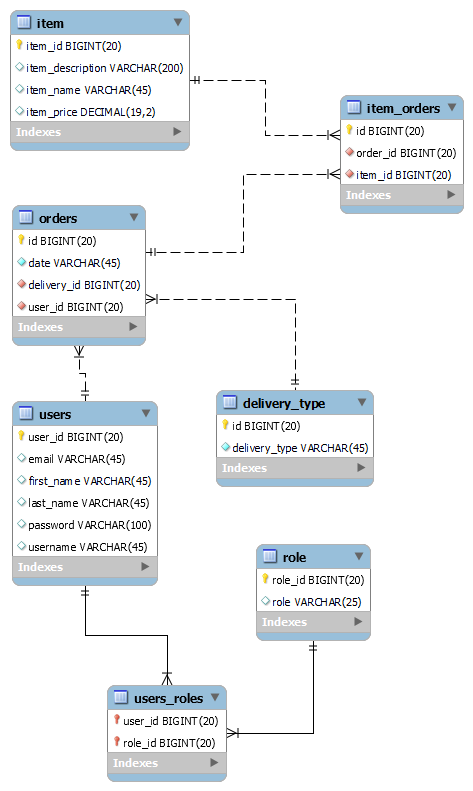 item
item_id BIGINT(20)
item_description VARCHAR(200)
item_name VARCHAR(45)
item_price DECIMAL(19,2)
Indexes
item_orders
id BIGINT(20)
order_id BIGINT(20)
item_id BIGINT(20)
Indexes
orders
id BIGINT(20)
date VARCHAR(45)
delivery_id BIGINT(20)
user_id BIGINT(20)
Indexes
delivery_type
id BIGINT(20)
delivery_type VARCHAR(45)
Indexes
users
user_id BIGINT(20)
email VARCHAR(45)
first_name VARCHAR(45)
last_name VARCHAR(45)
password VARCHAR(100)
username VARCHAR(45)
Indexes
role
role_id BIGINT(20)
role VARCHAR(25)
Indexes
users_roles
user_id BIGINT(20)
role_id BIGINT(20)
Indexes